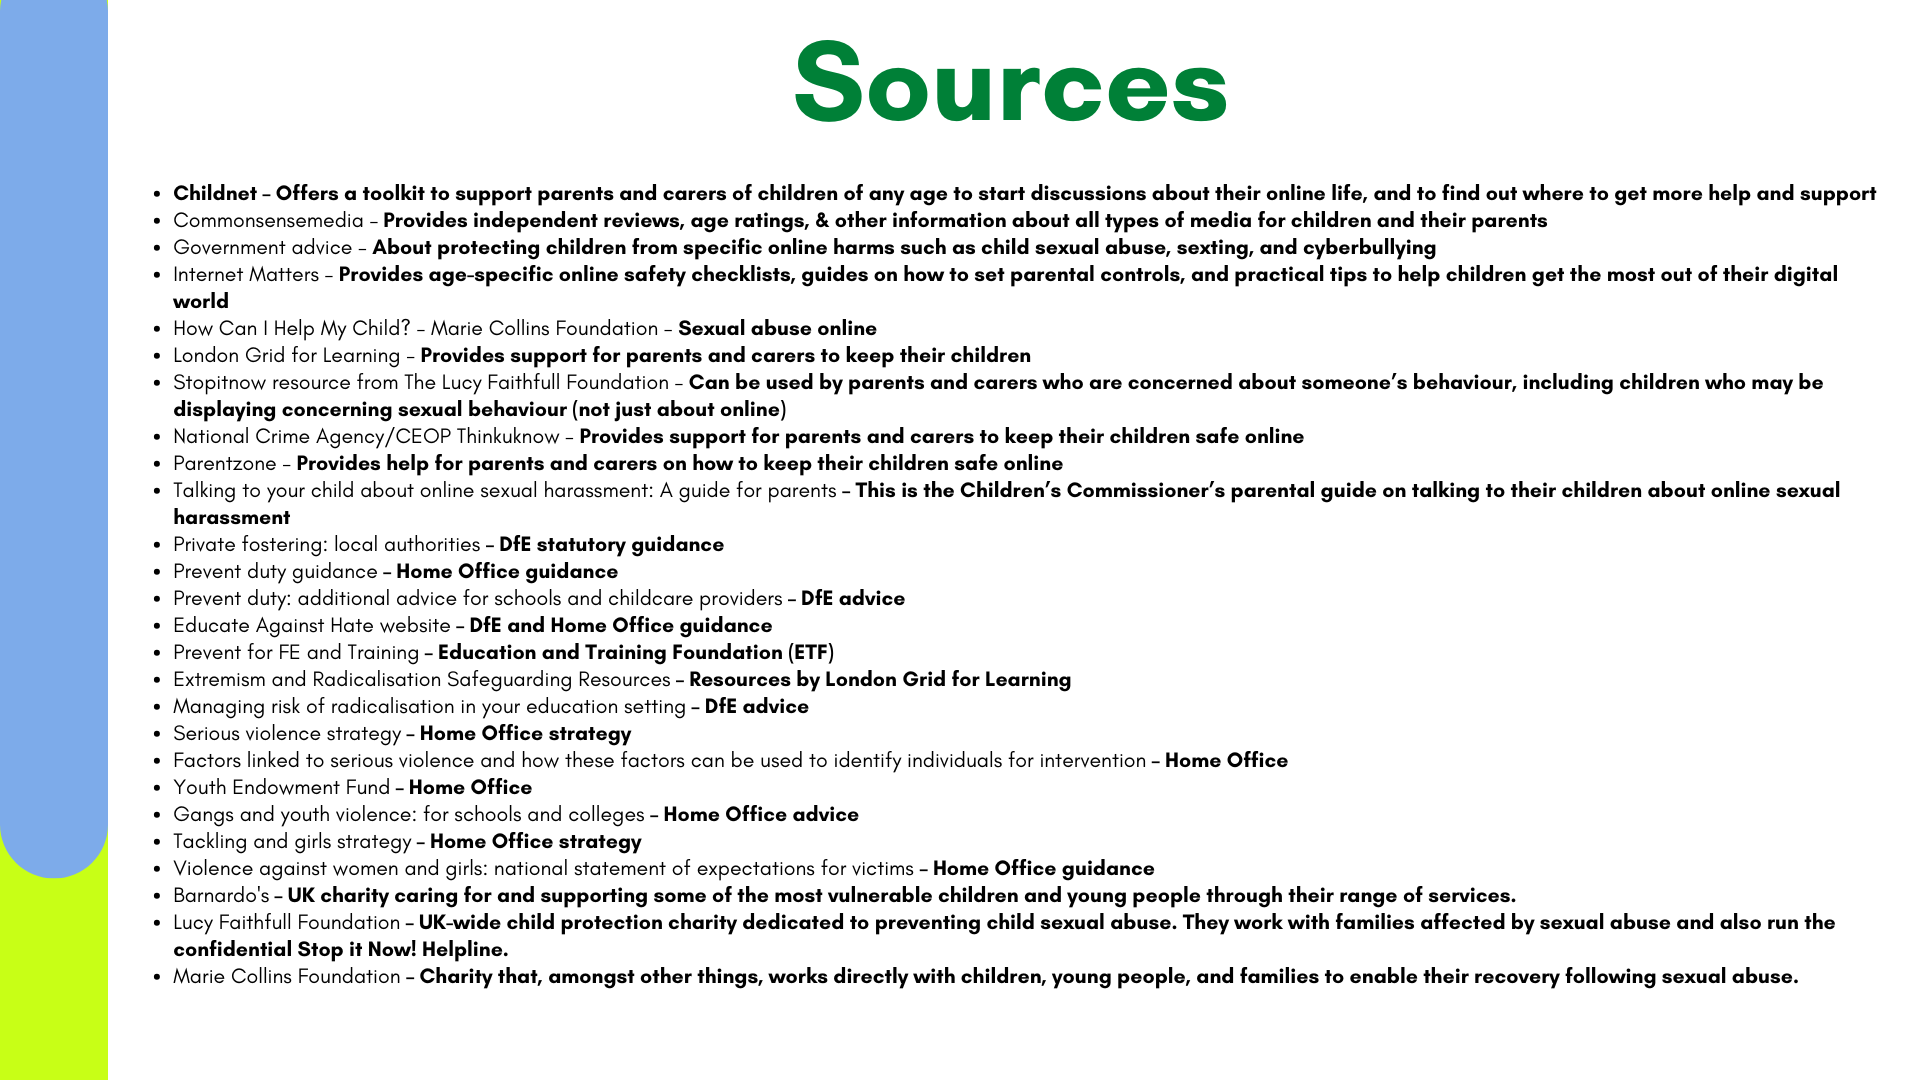 Sources
• Childnet – Offers a toolkit to support parents and carers of children of any age to start discussions about their online life, and to find out where to get more help and support
• Commonsensemedia – Provides independent reviews, age ratings, & other information about all types of media for children and their parents
• Government advice – About protecting children from specific online harms such as child sexual abuse, sexting, and cyberbullying
• Internet Matters – Provides age-specific online safety checklists, guides on how to set parental controls, and practical tips to help children get the most out of their digital
world
• How Can I Help My Child? – Marie Collins Foundation – Sexual abuse online
• London Grid for Learning – Provides support for parents and carers to keep their children
• Stopitnow resource from The Lucy Faithfull Foundation – Can be used by parents and carers who are concerned about someone’s behaviour, including children who may be
displaying concerning sexual behaviour (not just about online)
• National Crime Agency/CEOP Thinkuknow – Provides support for parents and carers to keep their children safe online
• Parentzone – Provides help for parents and carers on how to keep their children safe online
• Talking to your child about online sexual harassment: A guide for parents – This is the Children’s Commissioner’s parental guide on talking to their children about online sexual
harassment
• Private fostering: local authorities – DfE statutory guidance
• Prevent duty guidance – Home Office guidance
• Prevent duty: additional advice for schools and childcare providers – DfE advice
• Educate Against Hate website – DfE and Home Office guidance
• Prevent for FE and Training – Education and Training Foundation (ETF)
• Extremism and Radicalisation Safeguarding Resources – Resources by London Grid for Learning
• Managing risk of radicalisation in your education setting – DfE advice
• Serious violence strategy – Home Office strategy
• Factors linked to serious violence and how these factors can be used to identify individuals for intervention – Home Office
• Youth Endowment Fund – Home Office
• Gangs and youth violence: for schools and colleges – Home Office advice
• Tackling and girls strategy – Home Office strategy
• Violence against women and girls: national statement of expectations for victims – Home Office guidance
• Barnardo's – UK charity caring for and supporting some of the most vulnerable children and young people through their range of services.
• Lucy Faithfull Foundation – UK-wide child protection charity dedicated to preventing child sexual abuse. They work with families affected by sexual abuse and also run the
confidential Stop it Now! Helpline.
• Marie Collins Foundation – Charity that, amongst other things, works directly with children, young people, and families to enable their recovery following sexual abuse.